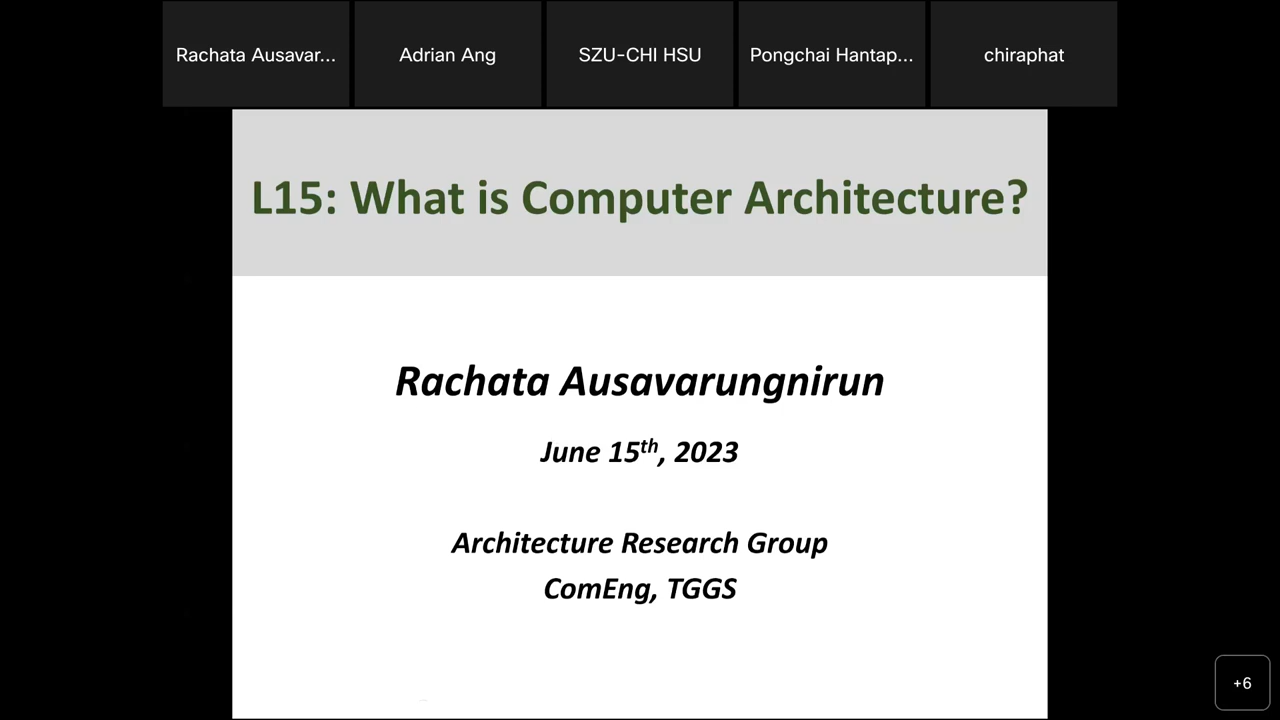 Rachata Ausavar...
Adrian Ang
SZU-CHI HSU
Pongchai Hantap...
chiraphat
L15: What is Computer Architecture?
Rachata Ausavarungnirun
June 15th, 2023
Architecture Research Group
ComEng, TGGS
+6